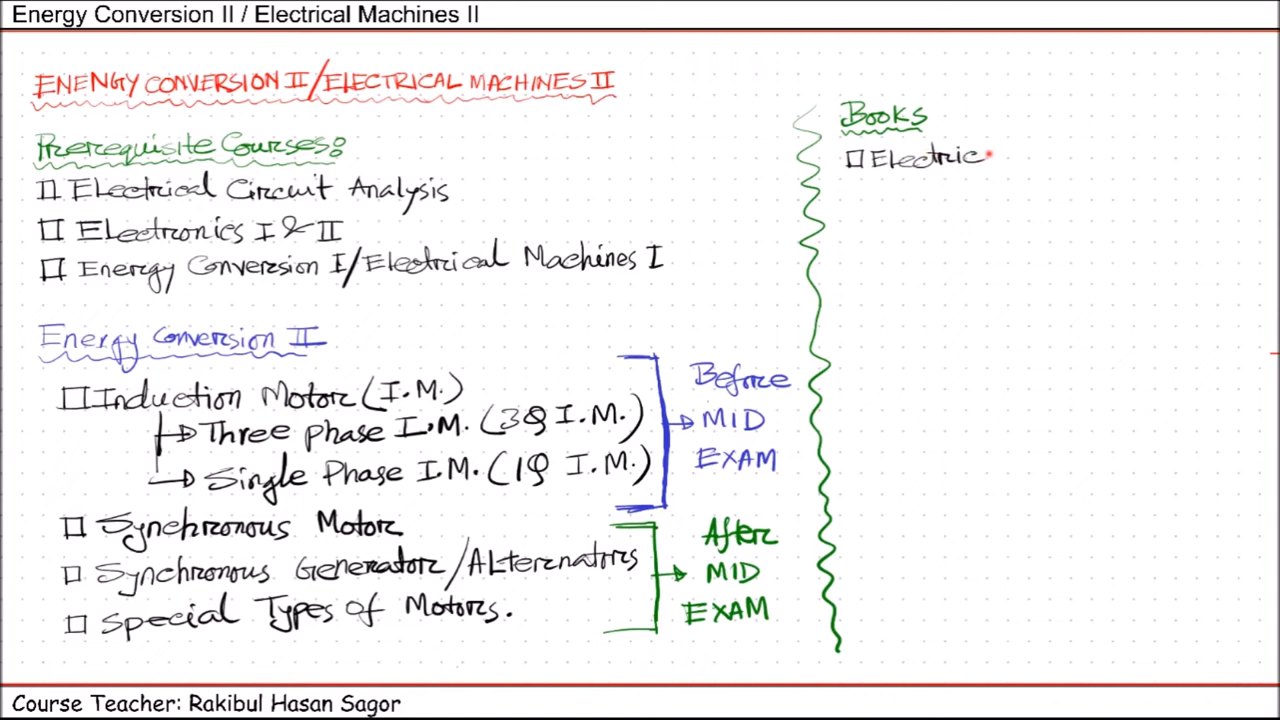 Energy Conversion II / Electrical Machines II
ENENGY CONVERSION II/ELECTRICAL MACHINES II
Prerequisite Courses:
Electrical Circuit Analysis
Electronics I & II
Energy Conversion I/Electrical Machines I
Energy Conversion II
Induction Motor (I.M.)
Three phase I.M. (3φ I.M.)
Single Phase I.M. (1φ I.M.)
Before
MID
EXAM
Synchronous Motor
Synchronous Generator/Alternators
Special Types of Motors.
After
MID
EXAM
Books
Electric
Course Teacher: Rakibul Hasan Sagor